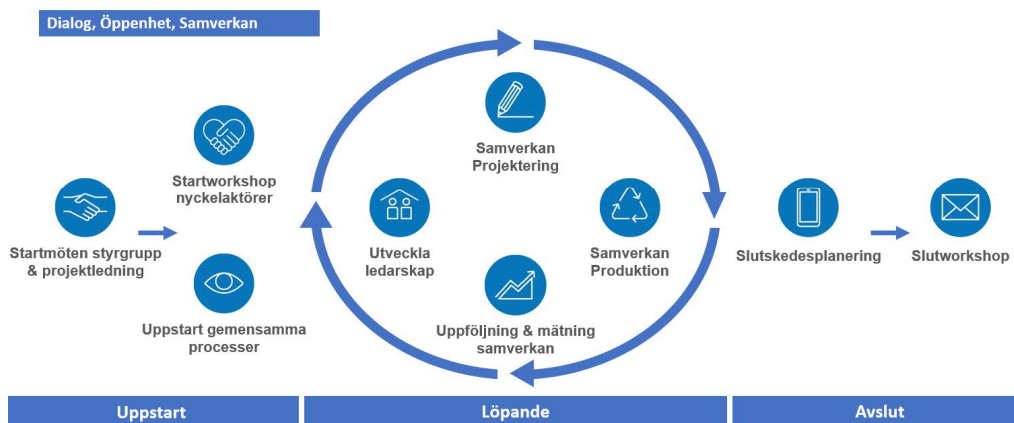 Dialog, Öppenhet, Samverkan
Startmöten styrgrupp
& projektledning
Startworkshop
nyckelaktörer
Uppstart gemensamma
processer
Samverkan
Projektering
Utveckla
ledarskap
Samverkan
Produktion
Uppföljning & mätning
samverkan
Slutskedesplanering
Slutworkshop
Uppstart
Löpande
Avslut